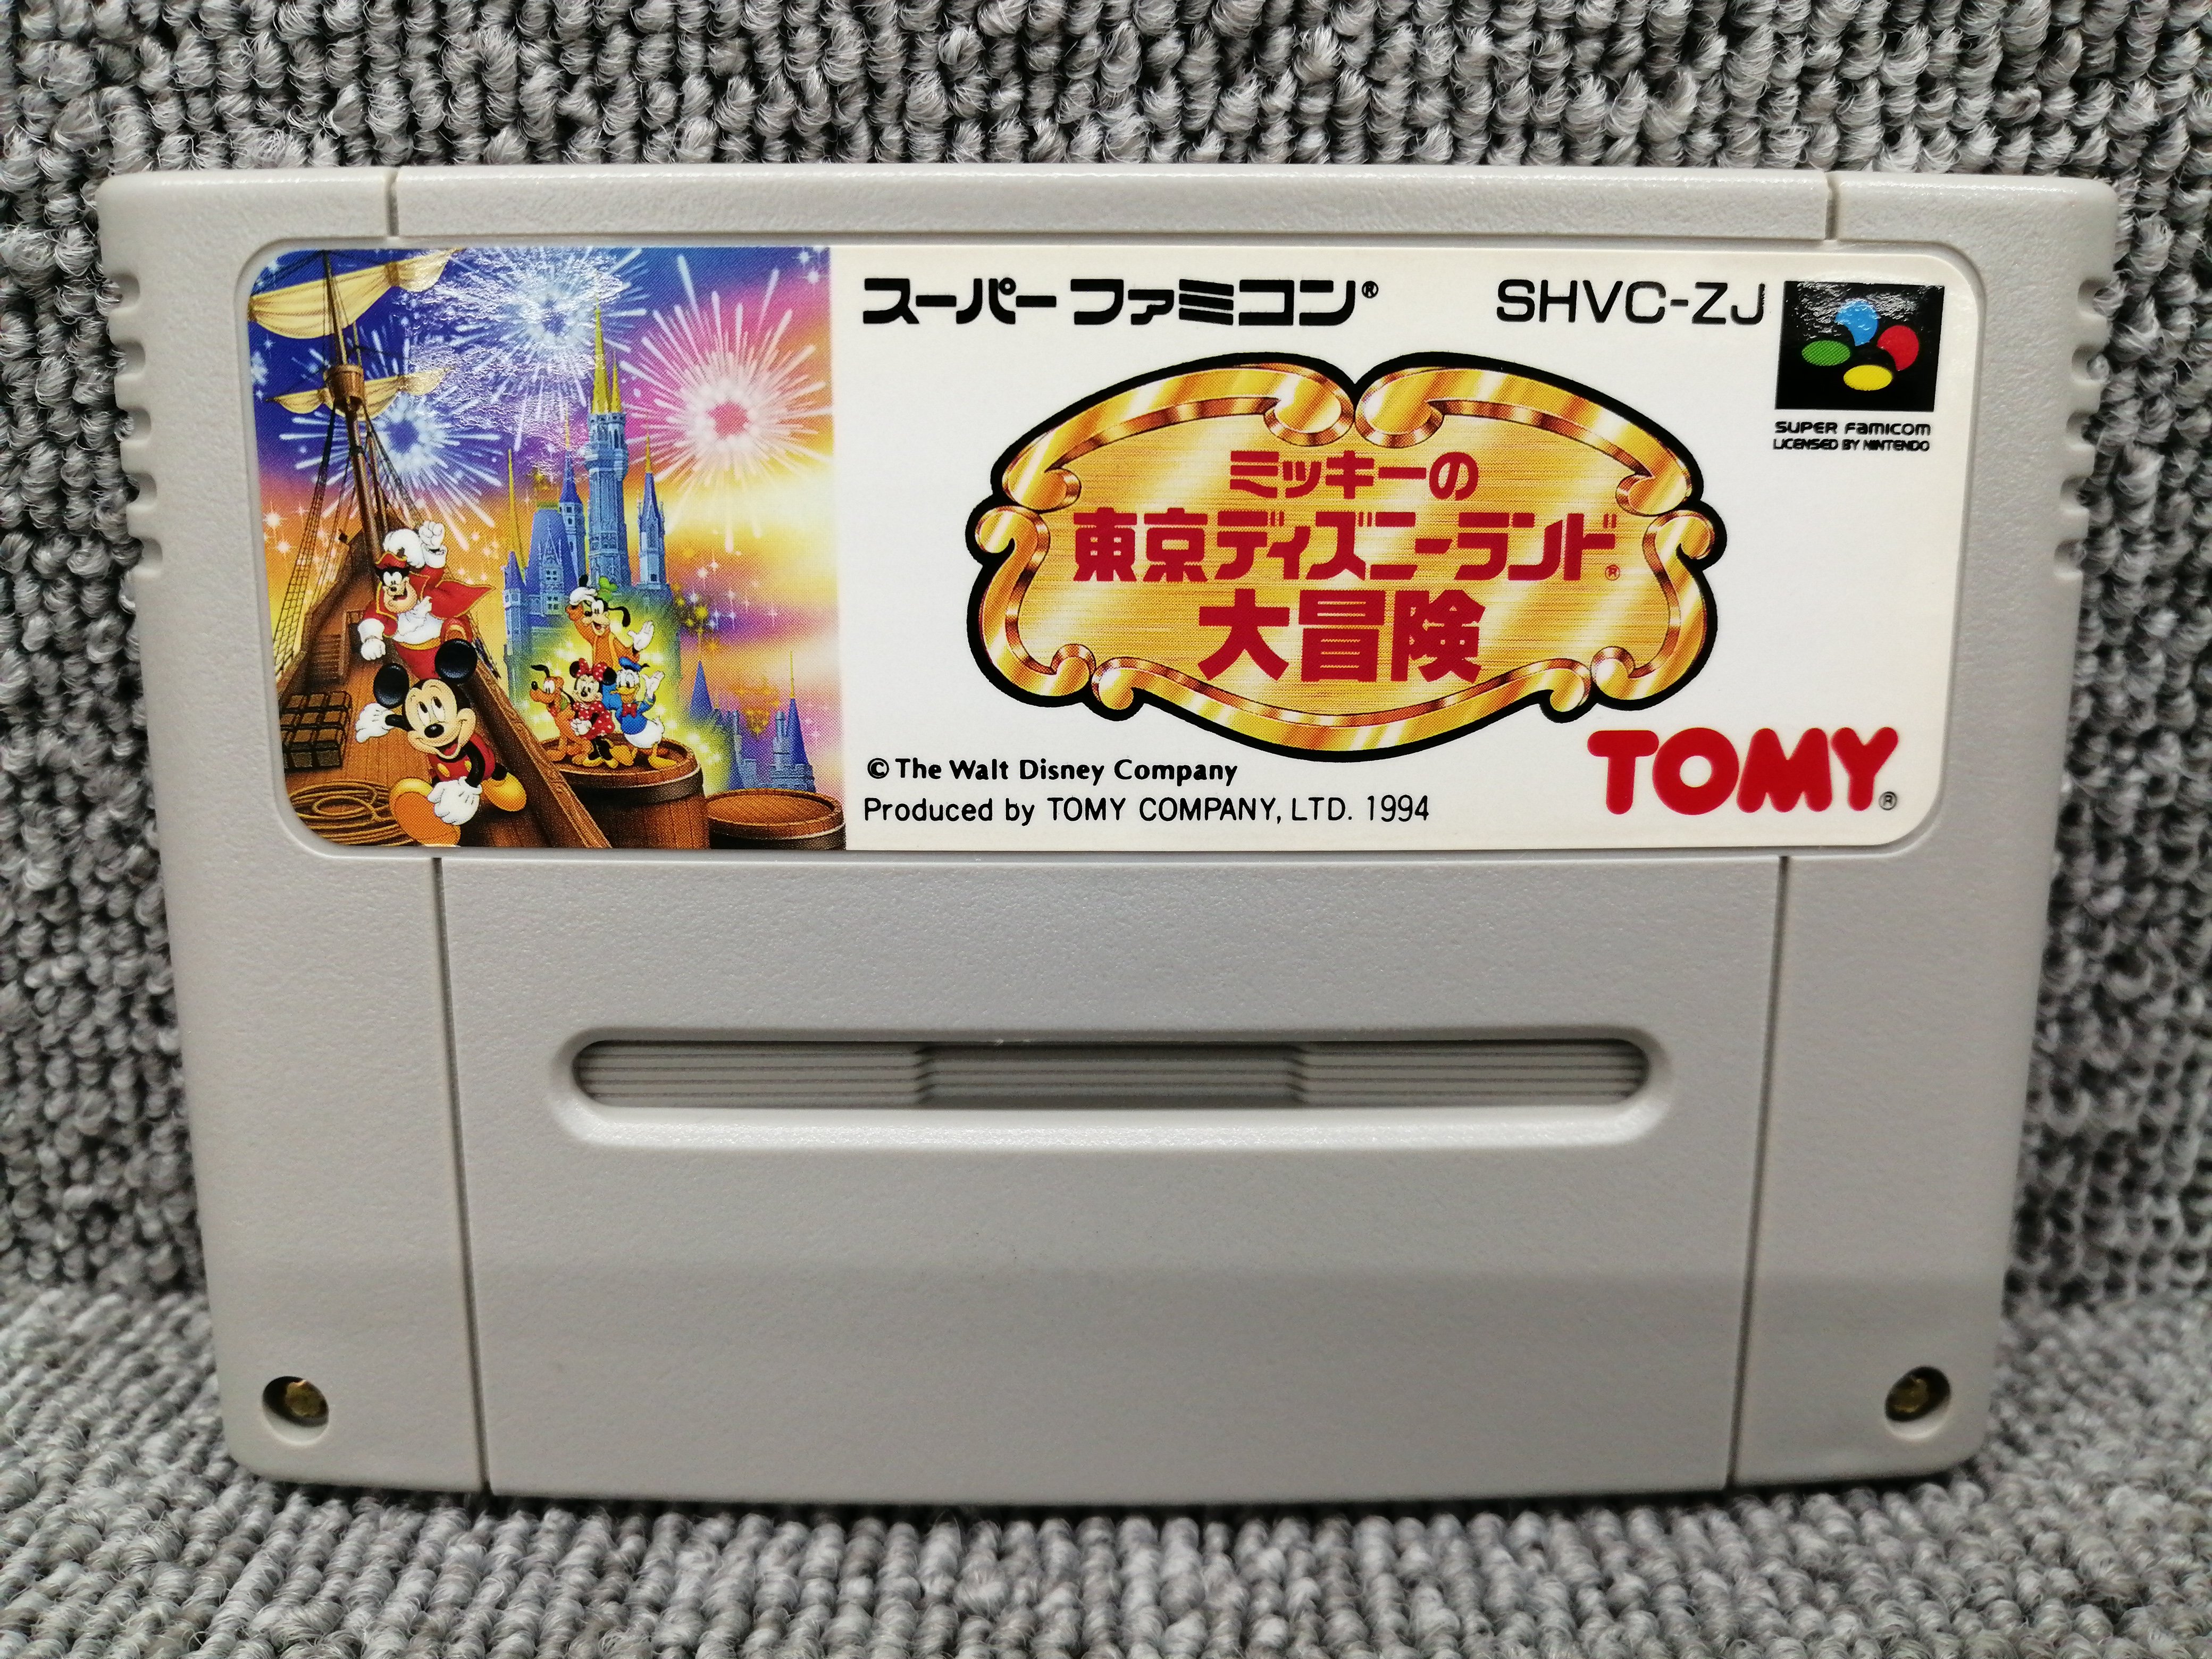 スーパーファミコン® SHVC-ZJ
SUPER FAMICOM
LICENSED BY NINTENDO
ミッキーの
東京ディズニーランド®
大冒険
TOMY®
© The Walt Disney Company
Produced by TOMY COMPANY, LTD. 1994